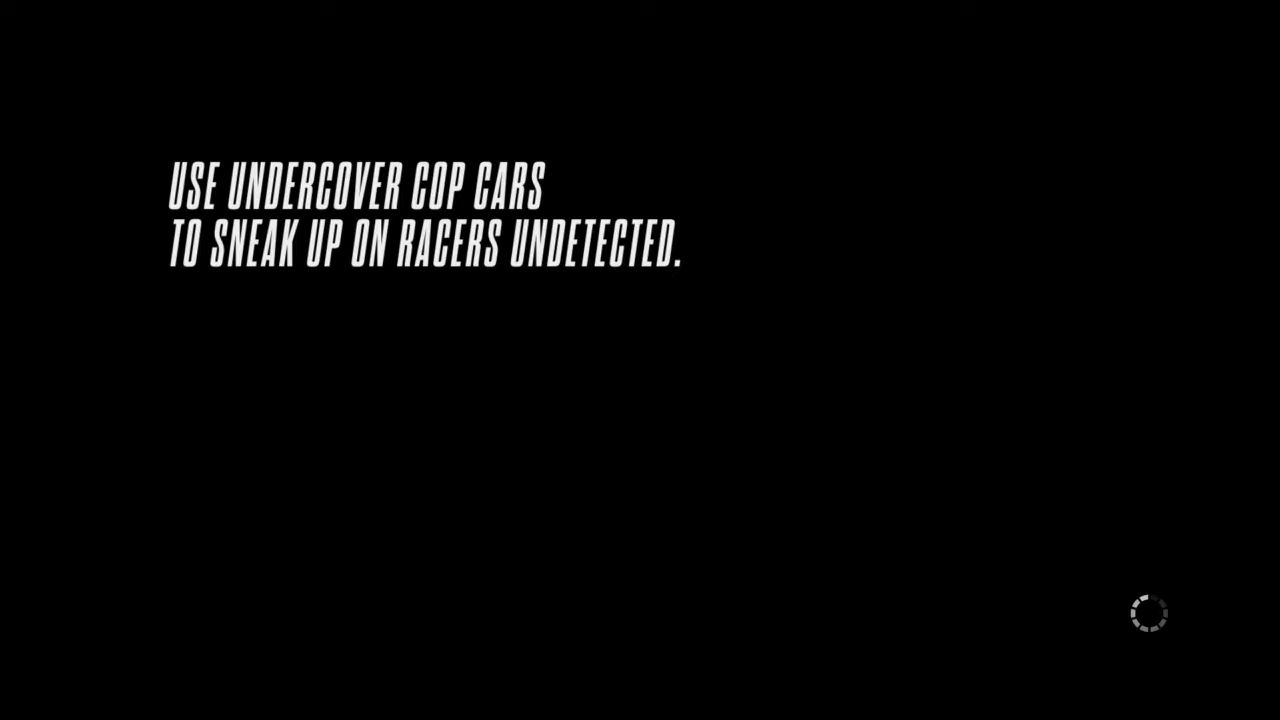 USE UNDERCOVER COP CARS
TO SNEAK UP ON RACERS UNDETECTED.